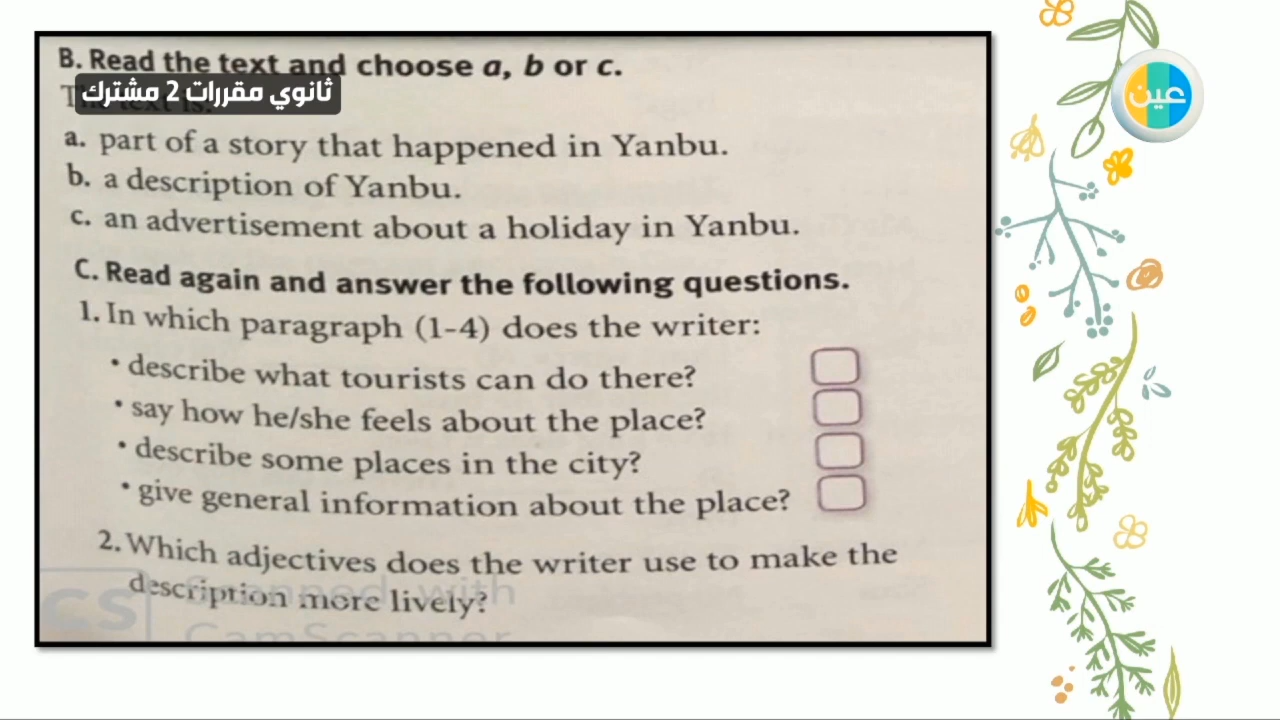 B. Read the text and choose a, b or c.
ثانوي مقررات 2 مشترك
عين
a. part of a story that happened in Yanbu.
b. a description of Yanbu.
c. an advertisement about a holiday in Yanbu.
C. Read again and answer the following questions.
1. In which paragraph (1-4) does the writer:
• describe what tourists can do there?
• say how he/she feels about the place?
• describe some places in the city?
• give general information about the place?
2. Which adjectives does the writer use to make the
description more lively?
CS
Scanned with
CamScanner